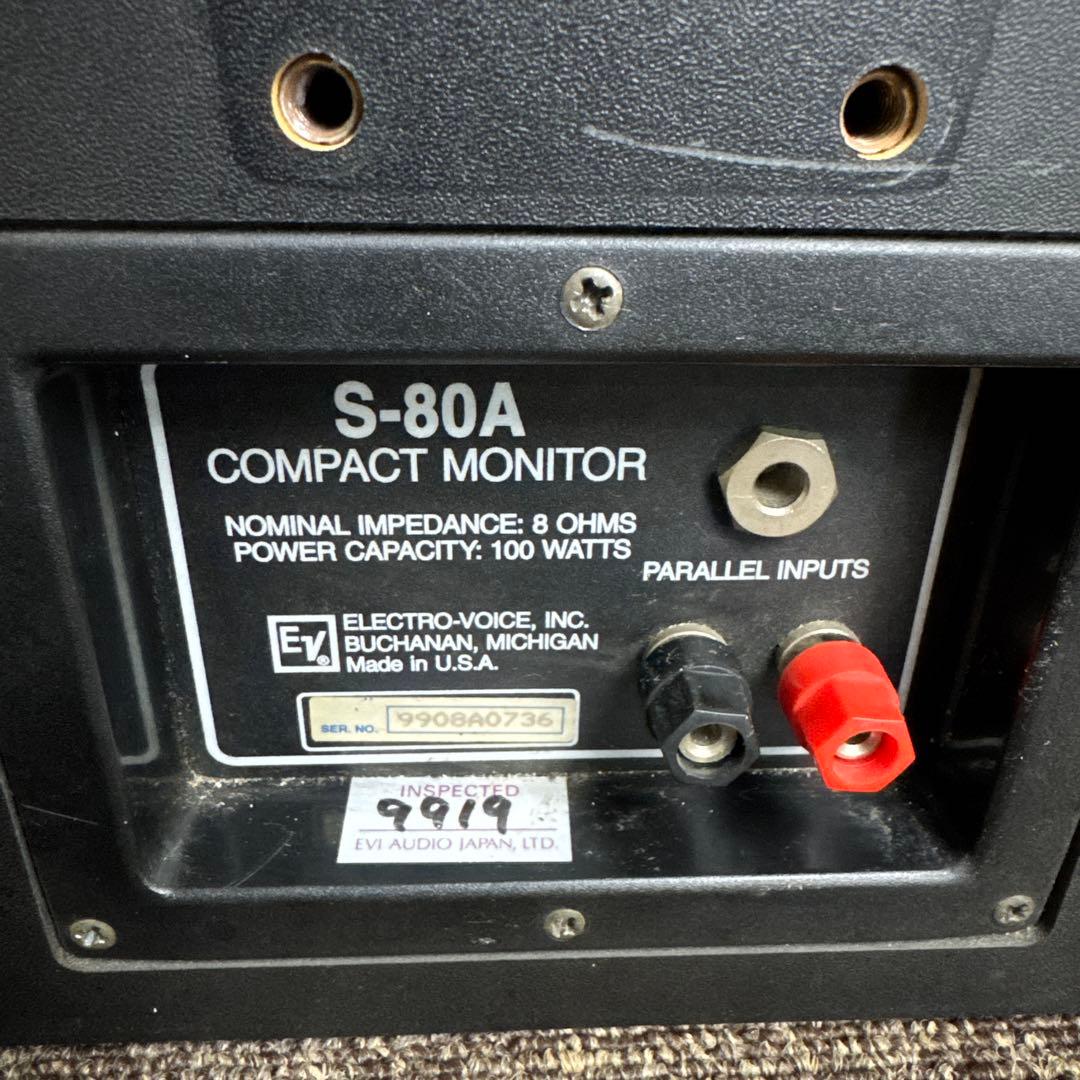 S-80A
COMPACT MONITOR
NOMINAL IMPEDANCE: 8 OHMS
POWER CAPACITY: 100 WATTS
PARALLEL INPUTS
EV®
ELECTRO-VOICE, INC.
BUCHANAN, MICHIGAN
Made in U.S.A.
SER. NO. 9908A0736
INSPECTED
9919
EVI AUDIO JAPAN, LTD.